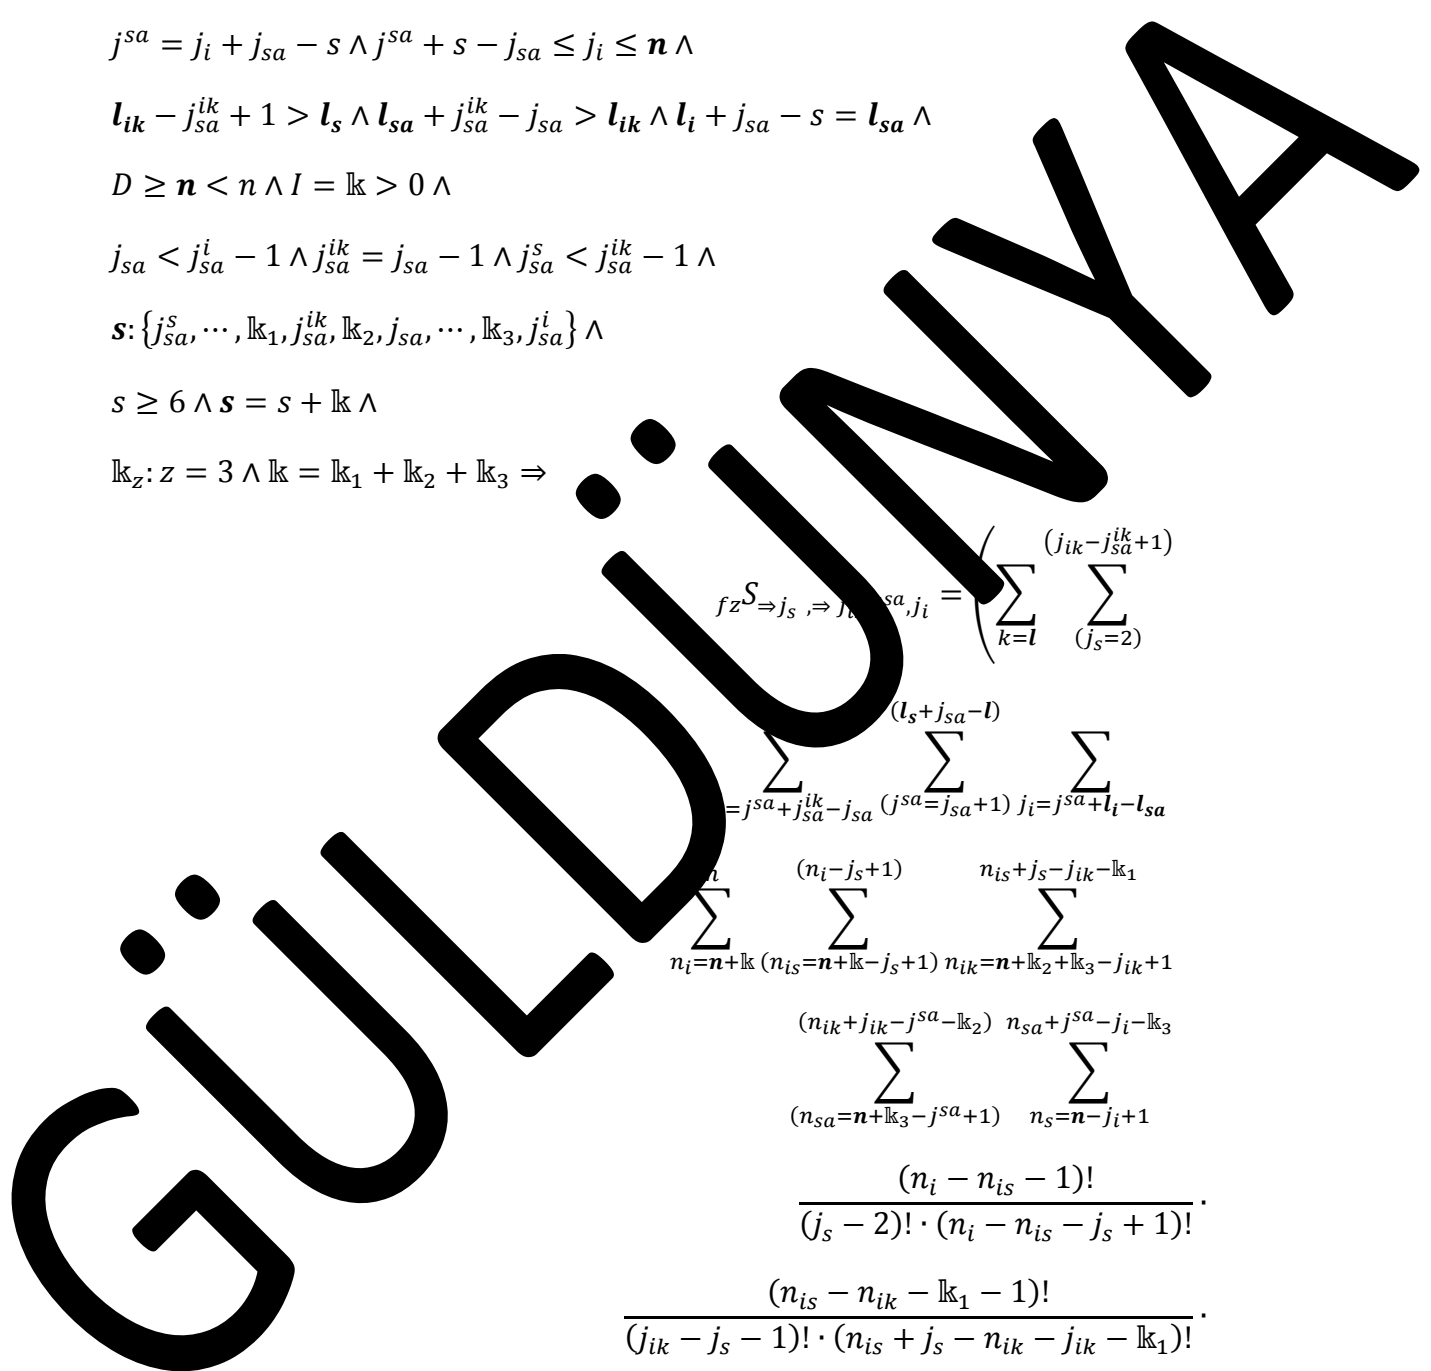 j^{sa} = j_i + j_{sa} − s ∧ j^{sa} + s − j_{sa} ≤ j_i ≤ **n** ∧
**l_{ik}** − j_{sa}^{ik} + 1 > **l_s** ∧ **l_{sa}** + j_{sa}^{ik} − j_{sa} > **l_{ik}** ∧ **l_i** + j_{sa} − s = **l_{sa}** ∧
D ≥ **n** < n ∧ I = 𝕜 > 0 ∧
j_{sa} < j_{sa}^{i} − 1 ∧ j_{sa}^{ik} = j_{sa} − 1 ∧ j_{sa}^{s} < j_{sa}^{ik} − 1 ∧
**s**: {j_{sa}^{s}, ⋯ , 𝕜_1, j_{sa}^{ik}, 𝕜_2, j_{sa}, ⋯ , 𝕜_3, j_{sa}^{i}} ∧
s ≥ 6 ∧ **s** = s + 𝕜 ∧
𝕜_z: z = 3 ∧ 𝕜 = 𝕜_1 + 𝕜_2 + 𝕜_3 ⇒
_{fz}S_{⇒j_s ,⇒ ^{sa},j_i} = ( ∑_{k=**l**} ∑_{(j_s=2)}^{(j_{ik}−j_{sa}^{ik}+1)}
∑_{=j^{sa}+j_{sa}^{ik}−j_{sa}} ∑_{(j^{sa}=j_{sa}+1)}^{(**l_s**+j_{sa}−**l**)} ∑_{j_i=j^{sa}+**l_i**−**l_{sa}**}
∑_{n_i=**n**+𝕜}^{n} ∑_{(n_{is}=**n**+𝕜−j_s+1)}^{(n_i−j_s+1)} ∑_{n_{ik}=**n**+𝕜_2+𝕜_3−j_{ik}+1}^{n_{is}+j_s−j_{ik}−𝕜_1}
∑_{(n_{sa}=**n**+𝕜_3−j^{sa}+1)}^{(n_{ik}+j_{ik}−j^{sa}−𝕜_2)} ∑_{n_s=**n**−j_i+1}^{n_{sa}+j^{sa}−j_i−𝕜_3}
(n_i − n_{is} − 1)! / (j_s − 2)! · (n_i − n_{is} − j_s + 1)! ·
(n_{is} − n_{ik} − 𝕜_1 − 1)! / (j_{ik} − j_s − 1)! · (n_{is} + j_s − n_{ik} − j_{ik} − 𝕜_1)! ·
GÜLDÜNYA